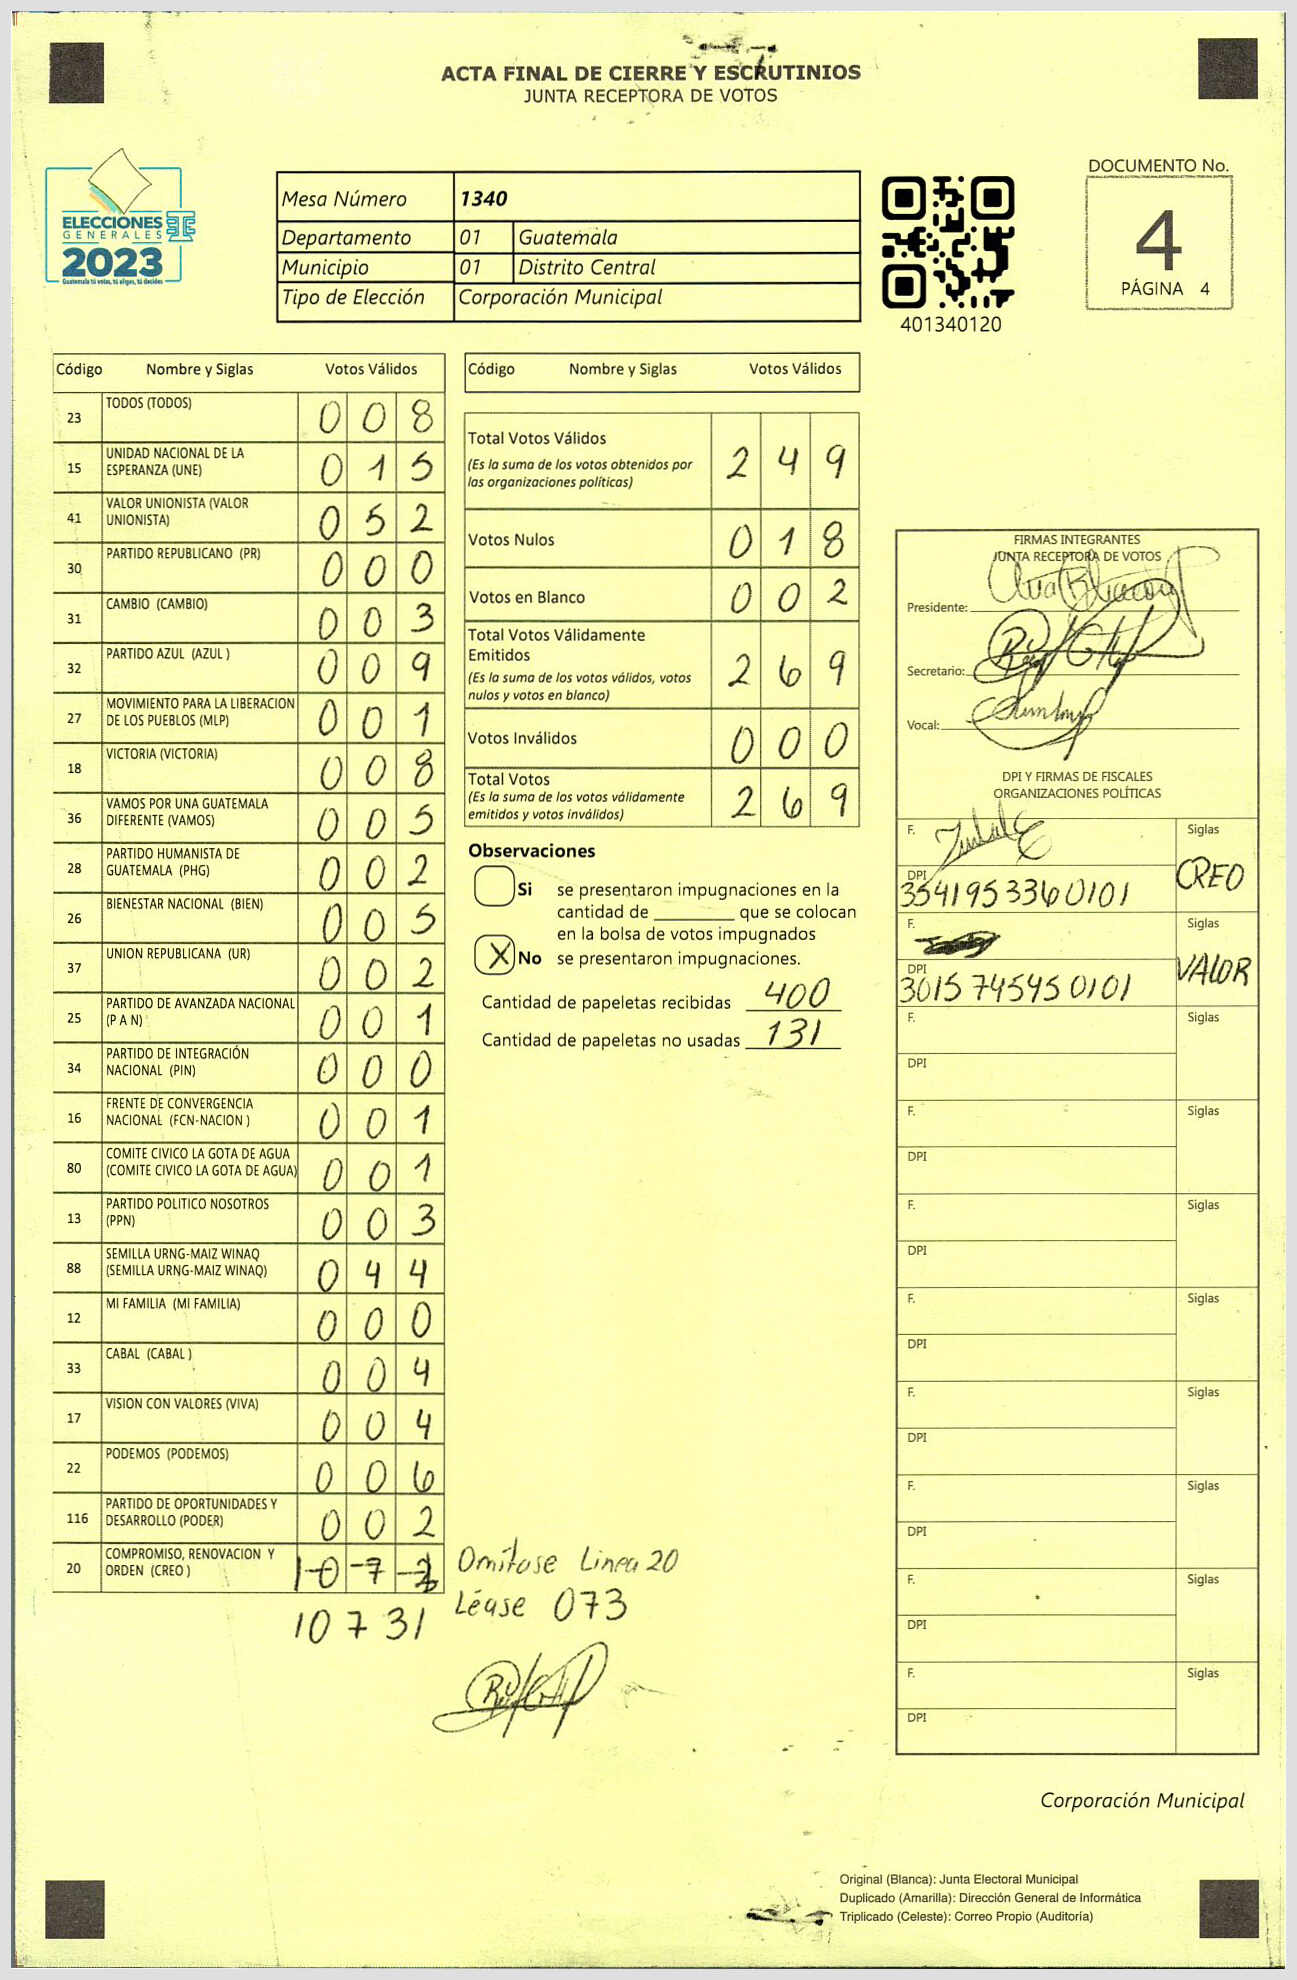 ACTA FINAL DE CIERRE Y ESCRUTINIOS
JUNTA RECEPTORA DE VOTOS
ELECCIONES
GENERALES
2023
Guatemala tú votas, tú eliges, tú decides
Mesa Número 1340
Departamento 01 Guatemala
Municipio 01 Distrito Central
Tipo de Elección Corporación Municipal
401340120
DOCUMENTO No.
4
PÁGINA 4
Código Nombre y Siglas Votos Válidos
23 TODOS (TODOS) 0 0 8
15 UNIDAD NACIONAL DE LA
ESPERANZA (UNE) 0 1 5
41 VALOR UNIONISTA (VALOR
UNIONISTA) 0 5 2
30 PARTIDO REPUBLICANO (PR) 0 0 0
31 CAMBIO (CAMBIO) 0 0 3
32 PARTIDO AZUL (AZUL ) 0 0 9
27 MOVIMIENTO PARA LA LIBERACION
DE LOS PUEBLOS (MLP) 0 0 1
18 VICTORIA (VICTORIA) 0 0 8
36 VAMOS POR UNA GUATEMALA
DIFERENTE (VAMOS) 0 0 5
28 PARTIDO HUMANISTA DE
GUATEMALA (PHG) 0 0 2
26 BIENESTAR NACIONAL (BIEN) 0 0 5
37 UNION REPUBLICANA (UR) 0 0 2
25 PARTIDO DE AVANZADA NACIONAL
(P A N) 0 0 1
34 PARTIDO DE INTEGRACIÓN
NACIONAL (PIN) 0 0 0
16 FRENTE DE CONVERGENCIA
NACIONAL (FCN-NACION ) 0 0 1
80 COMITE CIVICO LA GOTA DE AGUA
(COMITE CIVICO LA GOTA DE AGUA) 0 0 1
13 PARTIDO POLITICO NOSOTROS
(PPN) 0 0 3
88 SEMILLA URNG-MAIZ WINAQ
(SEMILLA URNG-MAIZ WINAQ) 0 4 4
12 MI FAMILIA (MI FAMILIA) 0 0 0
33 CABAL (CABAL ) 0 0 4
17 VISION CON VALORES (VIVA) 0 0 4
22 PODEMOS (PODEMOS) 0 0 6
116 PARTIDO DE OPORTUNIDADES Y
DESARROLLO (PODER) 0 0 2
20 COMPROMISO, RENOVACION Y
ORDEN (CREO ) 0 7
10 7 31
Omítase Linea 20
Léase 073
Código Nombre y Siglas Votos Válidos
Total Votos Válidos 2 4 9
(Es la suma de los votos obtenidos por
las organizaciones políticas)
Votos Nulos 0 1 8
Votos en Blanco 0 0 2
Total Votos Válidamente
Emitidos 2 6 9
(Es la suma de los votos válidos, votos
nulos y votos en blanco)
Votos Inválidos 0 0 0
Total Votos 2 6 9
(Es la suma de los votos válidamente
emitidos y votos inválidos)
Observaciones
Si se presentaron impugnaciones en la
cantidad de ________ que se colocan
en la bolsa de votos impugnados
X No se presentaron impugnaciones.
Cantidad de papeletas recibidas 400
Cantidad de papeletas no usadas 131
FIRMAS INTEGRANTES
JUNTA RECEPTORA DE VOTOS
Presidente:
Secretario:
Vocal:
DPI Y FIRMAS DE FISCALES
ORGANIZACIONES POLÍTICAS
F. Siglas
DPI 3541953360101 CREO
F. Siglas
DPI 3015745450101 VALOR
F. Siglas
DPI
F. Siglas
DPI
F. Siglas
DPI
F. Siglas
DPI
F. Siglas
DPI
F. Siglas
DPI
F. Siglas
DPI
F. Siglas
DPI
Corporación Municipal
Original (Blanca): Junta Electoral Municipal
Duplicado (Amarilla): Dirección General de Informática
Triplicado (Celeste): Correo Propio (Auditoría)